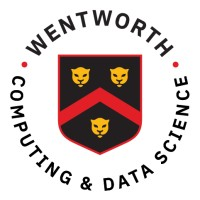 WENTWORTH
COMPUTING & DATA SCIENCE